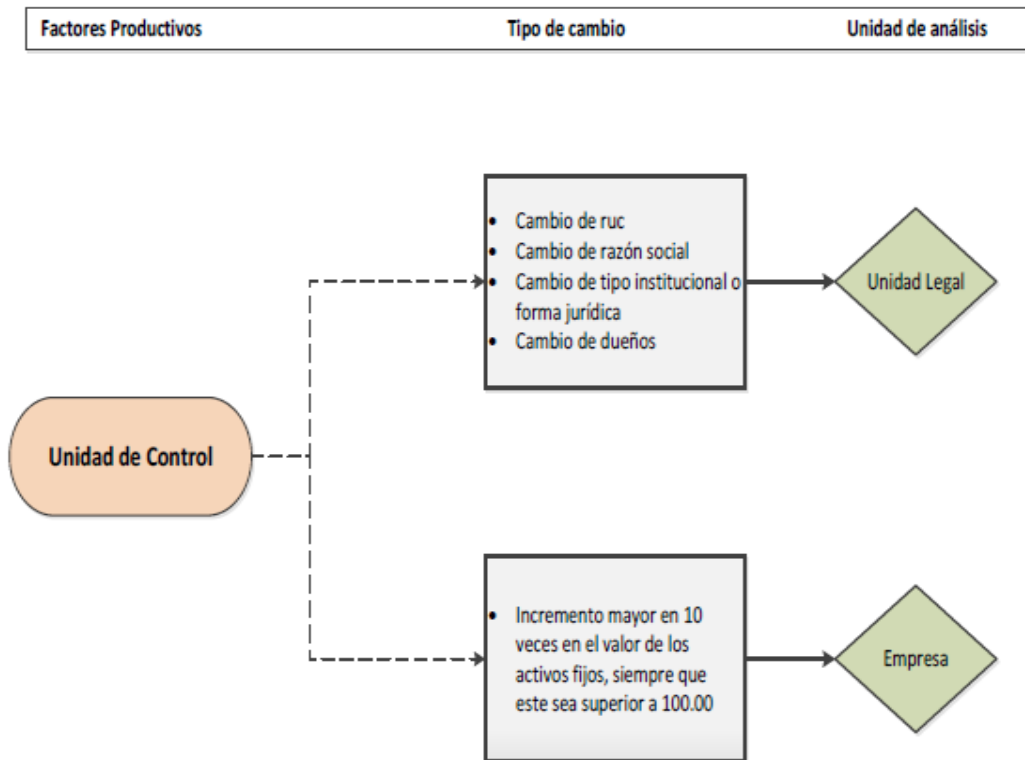 Factores Productivos Tipo de cambio Unidad de análisis
• Cambio de ruc
• Cambio de razón social
• Cambio de tipo institucional o
forma jurídica
• Cambio de dueños
Unidad Legal
Unidad de Control
• Incremento mayor en 10
veces en el valor de los
activos fijos, siempre que
este sea superior a 100.00
Empresa